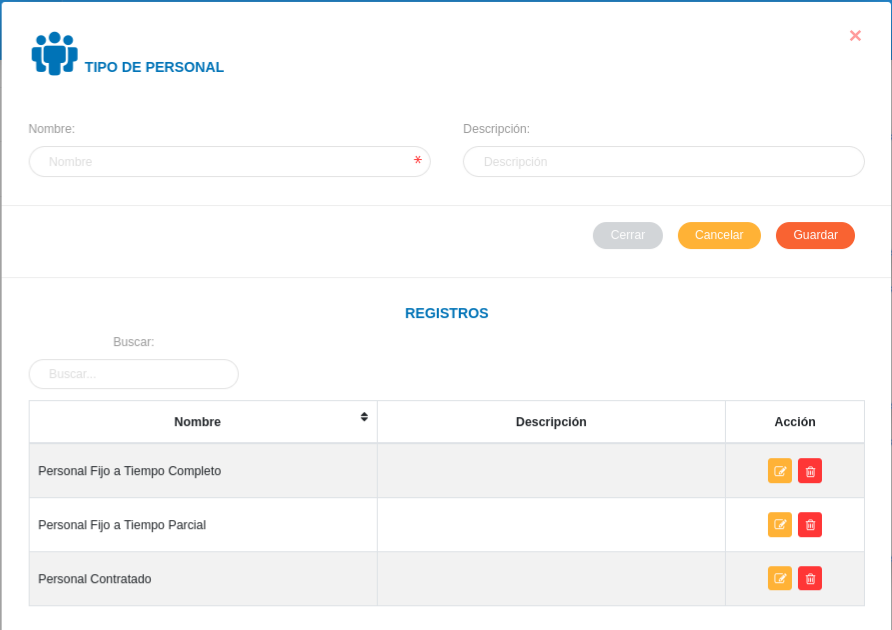 ×
TIPO DE PERSONAL
Nombre:
Descripción:
Nombre *
Descripción
Cerrar Cancelar Guardar
REGISTROS
Buscar:
Buscar...
Nombre Descripción Acción
Personal Fijo a Tiempo Completo
Personal Fijo a Tiempo Parcial
Personal Contratado